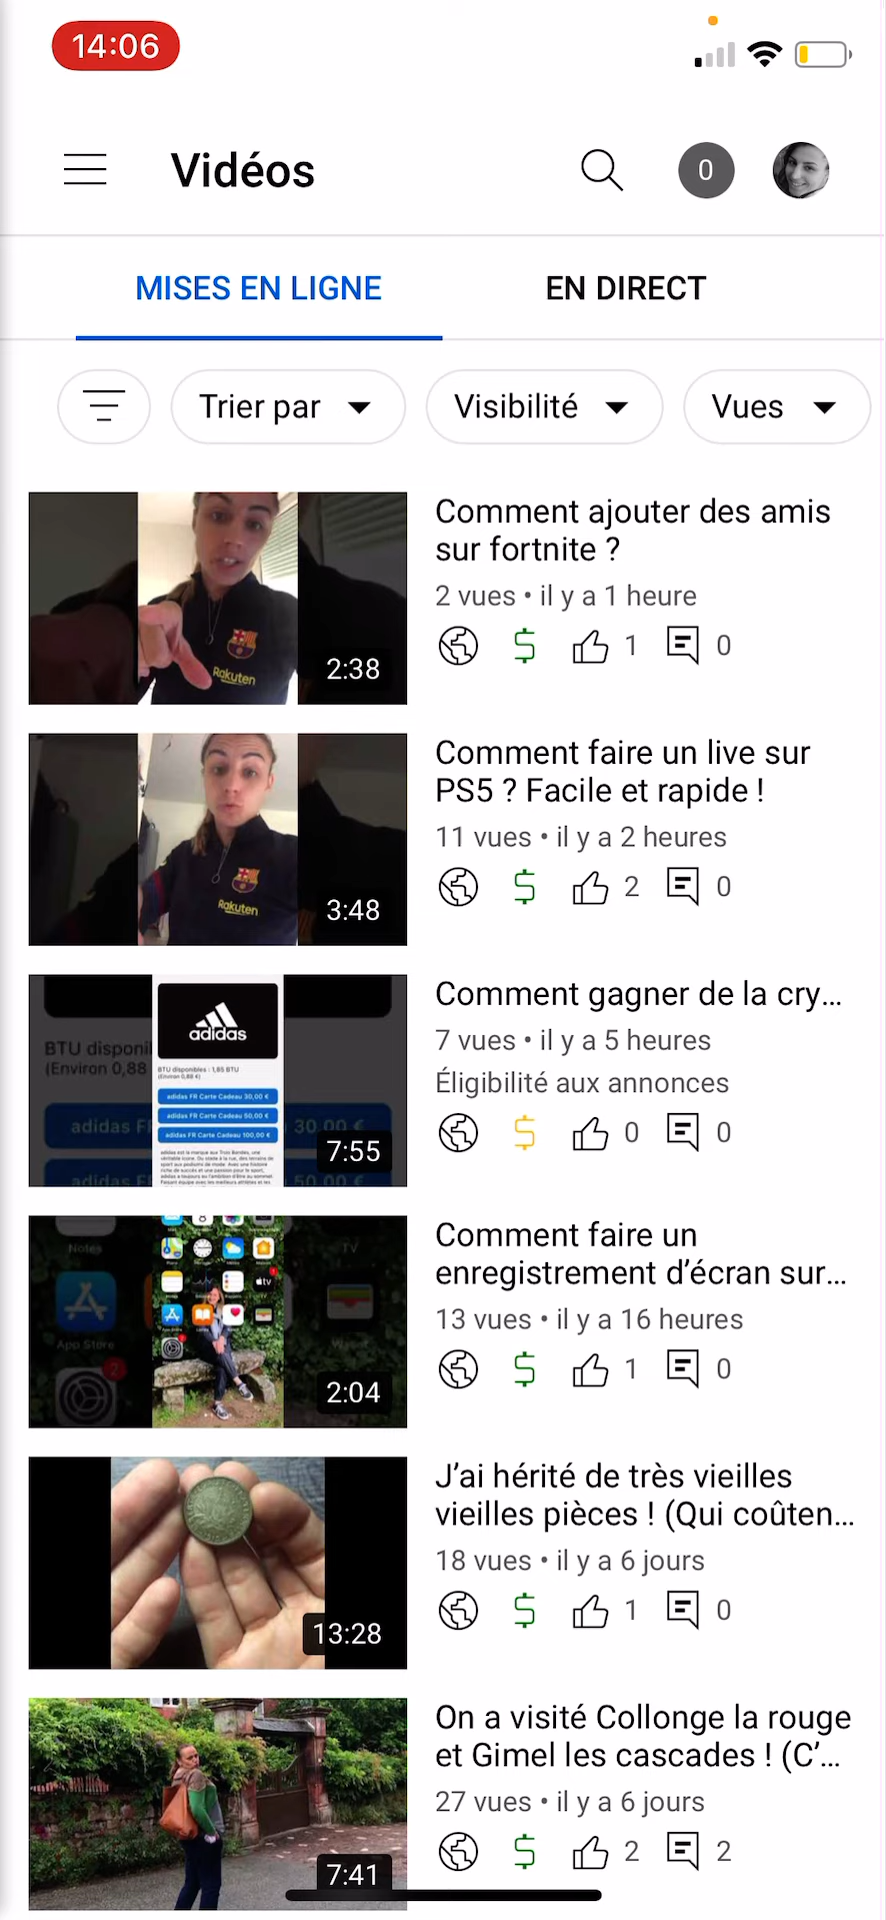 14:06
Vidéos
0
MISES EN LIGNE
EN DIRECT
Trier par
Visibilité
Vues
Comment ajouter des amis
sur fortnite ?
2 vues • il y a 1 heure
1
0
Rakuten
2:38
Comment faire un live sur
PS5 ? Facile et rapide !
11 vues • il y a 2 heures
2
0
Rakuten
3:48
Comment gagner de la cry...
7 vues • il y a 5 heures
Éligibilité aux annonces
0
0
adidas
BTU disponibles : 1,85 BTU
(Environ 0,88 €)
adidas FR Carte Cadeau 30,00 €
adidas FR Carte Cadeau 50,00 €
adidas FR Carte Cadeau 100,00 €
BTU disponi
(Environ 0,88
adidas F
30,00 €
50,00 €
7:55
Comment faire un
enregistrement d’écran sur...
13 vues • il y a 16 heures
1
0
Notes
TV
App Store
2
tv
2:04
J’ai hérité de très vieilles
vieilles pièces ! (Qui coûten...
18 vues • il y a 6 jours
1
0
13:28
On a visité Collonge la rouge
et Gimel les cascades ! (C’...
27 vues • il y a 6 jours
2
2
7:41